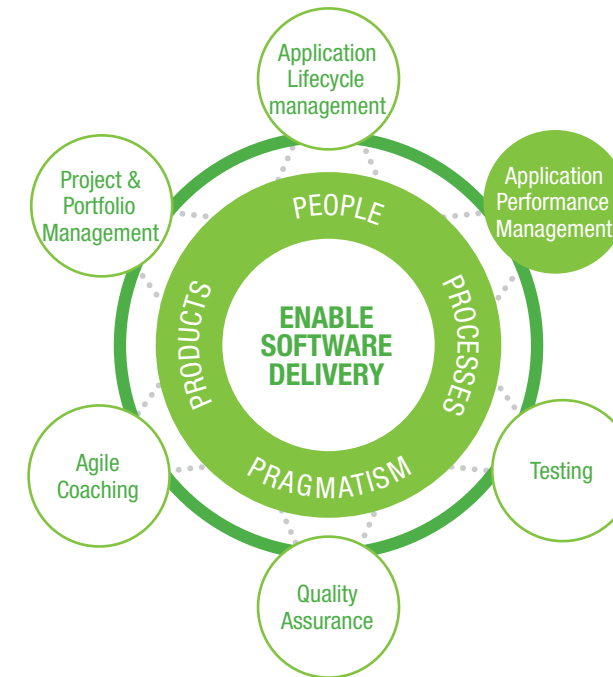 Application
Lifecycle
management
Application
Performance
Management
Project &
Portfolio
Management
PEOPLE
PROCESSES
PRODUCTS
ENABLE
SOFTWARE
DELIVERY
PRAGMATISM
Agile
Coaching
Testing
Quality
Assurance